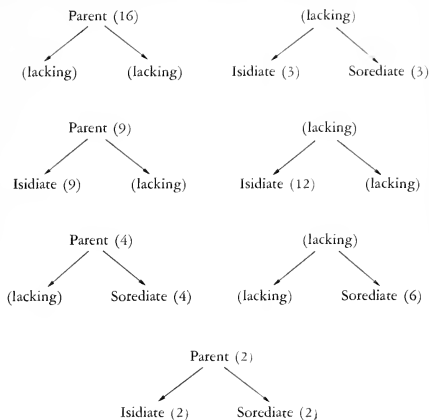 Parent (16) (lacking)
(lacking) (lacking) Isidiate (3) Sorediate (3)
Parent (9) (lacking)
Isidiate (9) (lacking) Isidiate (12) (lacking)
Parent (4) (lacking)
(lacking) Sorediate (4) (lacking) Sorediate (6)
Parent (2)
Isidiate (2) Sorediate (2)